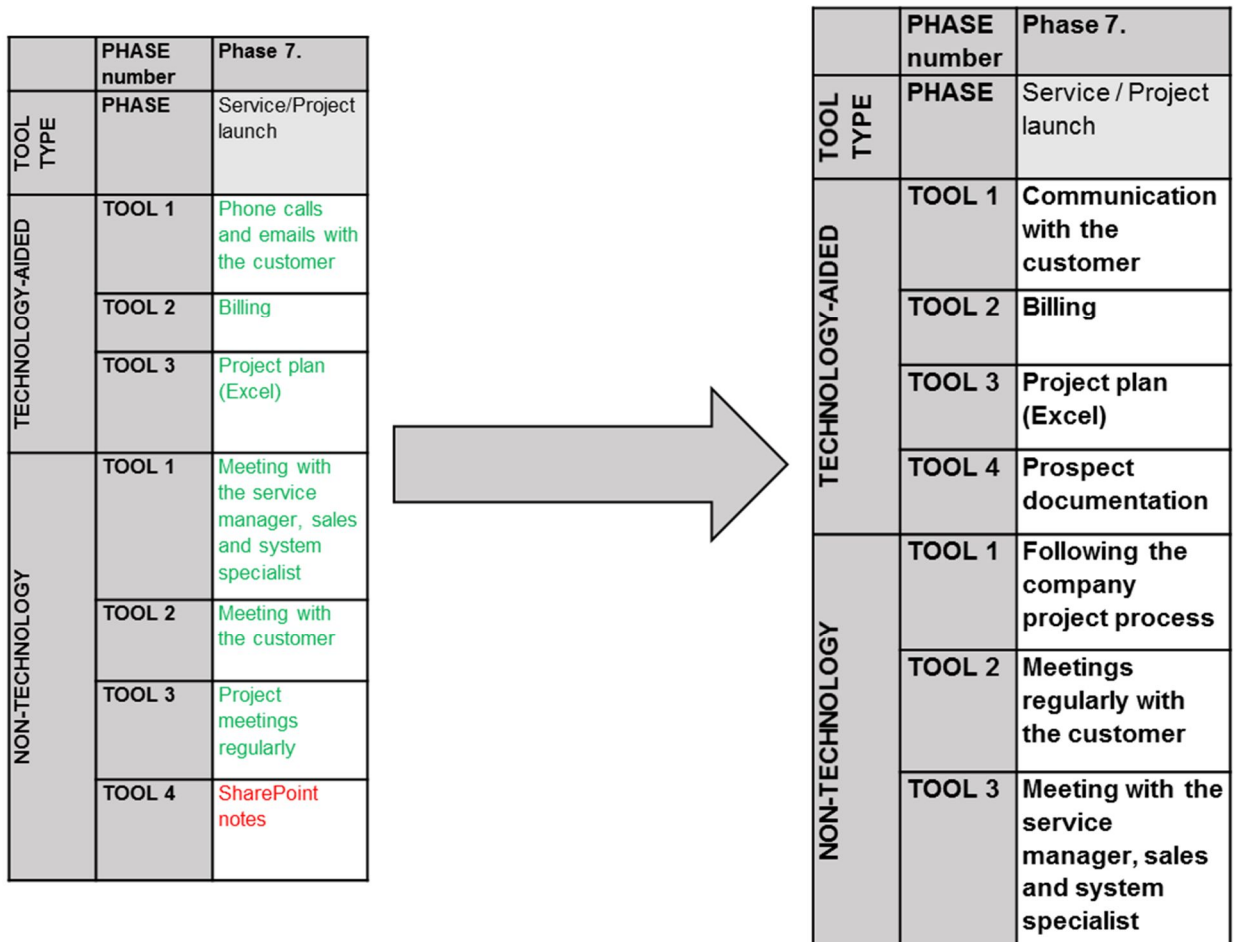 PHASE number
Phase 7.
TOOL TYPE
PHASE
Service/Project
launch
TECHNOLOGY-AIDED
TOOL 1
Phone calls
and emails with
the customer
TOOL 2
Billing
TOOL 3
Project plan
(Excel)
NON-TECHNOLOGY
TOOL 1
Meeting with
the service
manager, sales
and system
specialist
TOOL 2
Meeting with
the customer
TOOL 3
Project
meetings
regularly
TOOL 4
SharePoint
notes
PHASE
number
Phase 7.
TOOL
TYPE
PHASE
Service / Project
launch
TECHNOLOGY-AIDED
TOOL 1
Communication
with the
customer
TOOL 2
Billing
TOOL 3
Project plan
(Excel)
TOOL 4
Prospect
documentation
NON-TECHNOLOGY
TOOL 1
Following the
company
project process
TOOL 2
Meetings
regularly with
the customer
TOOL 3
Meeting with the
service
manager, sales
and system
specialist